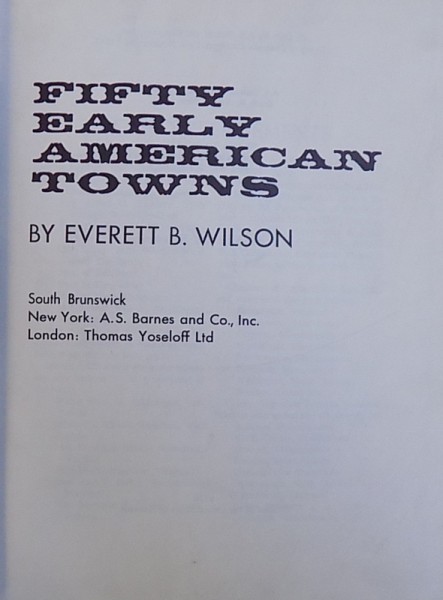 FIFTY
EARLY
AMERICAN
TOWNS
BY EVERETT B. WILSON
South Brunswick
New York: A.S. Barnes and Co., Inc.
London: Thomas Yoseloff Ltd